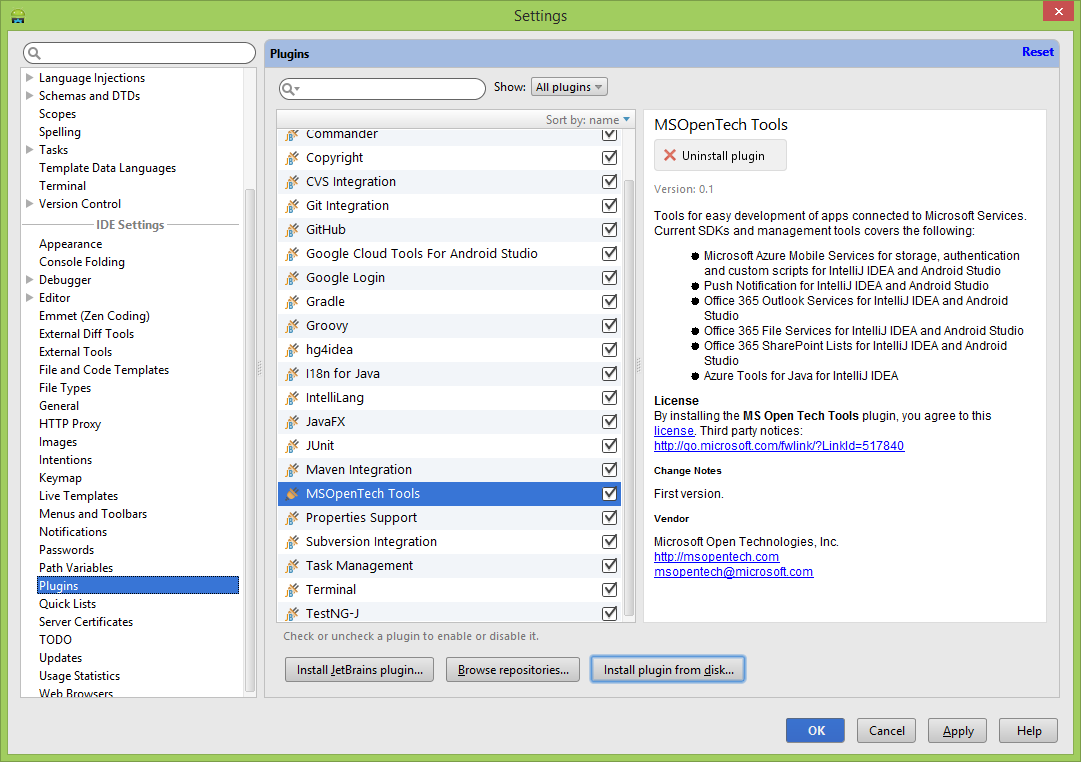 Settings
Language Injections
Schemas and DTDs
Scopes
Spelling
Tasks
Template Data Languages
Terminal
Version Control
IDE Settings
Appearance
Console Folding
Debugger
Editor
Emmet (Zen Coding)
External Diff Tools
External Tools
File and Code Templates
File Types
General
HTTP Proxy
Images
Intentions
Keymap
Live Templates
Menus and Toolbars
Notifications
Passwords
Path Variables
Plugins
Quick Lists
Server Certificates
TODO
Updates
Usage Statistics
Web Browsers
Plugins
Reset
Show: All plugins
Sort by: name
Commander
Copyright
CVS Integration
Git Integration
GitHub
Google Cloud Tools For Android Studio
Google Login
Gradle
Groovy
hg4idea
I18n for Java
IntelliLang
JavaFX
JUnit
Maven Integration
MSOpenTech Tools
Properties Support
Subversion Integration
Task Management
Terminal
TestNG-J
Check or uncheck a plugin to enable or disable it.
Install JetBrains plugin...
Browse repositories...
Install plugin from disk...
MSOpenTech Tools
Uninstall plugin
Version: 0.1
Tools for easy development of apps connected to Microsoft Services.
Current SDKs and management tools covers the following:
● Microsoft Azure Mobile Services for storage, authentication
and custom scripts for IntelliJ IDEA and Android Studio
● Push Notification for IntelliJ IDEA and Android Studio
● Office 365 Outlook Services for IntelliJ IDEA and Android
Studio
● Office 365 File Services for IntelliJ IDEA and Android Studio
● Office 365 SharePoint Lists for IntelliJ IDEA and Android
Studio
● Azure Tools for Java for IntelliJ IDEA
License
By installing the MS Open Tech Tools plugin, you agree to this
license. Third party notices:
http://go.microsoft.com/fwlink/?LinkId=517840
Change Notes
First version.
Vendor
Microsoft Open Technologies, Inc.
http://msopentech.com
msopentech@microsoft.com
OK
Cancel
Apply
Help